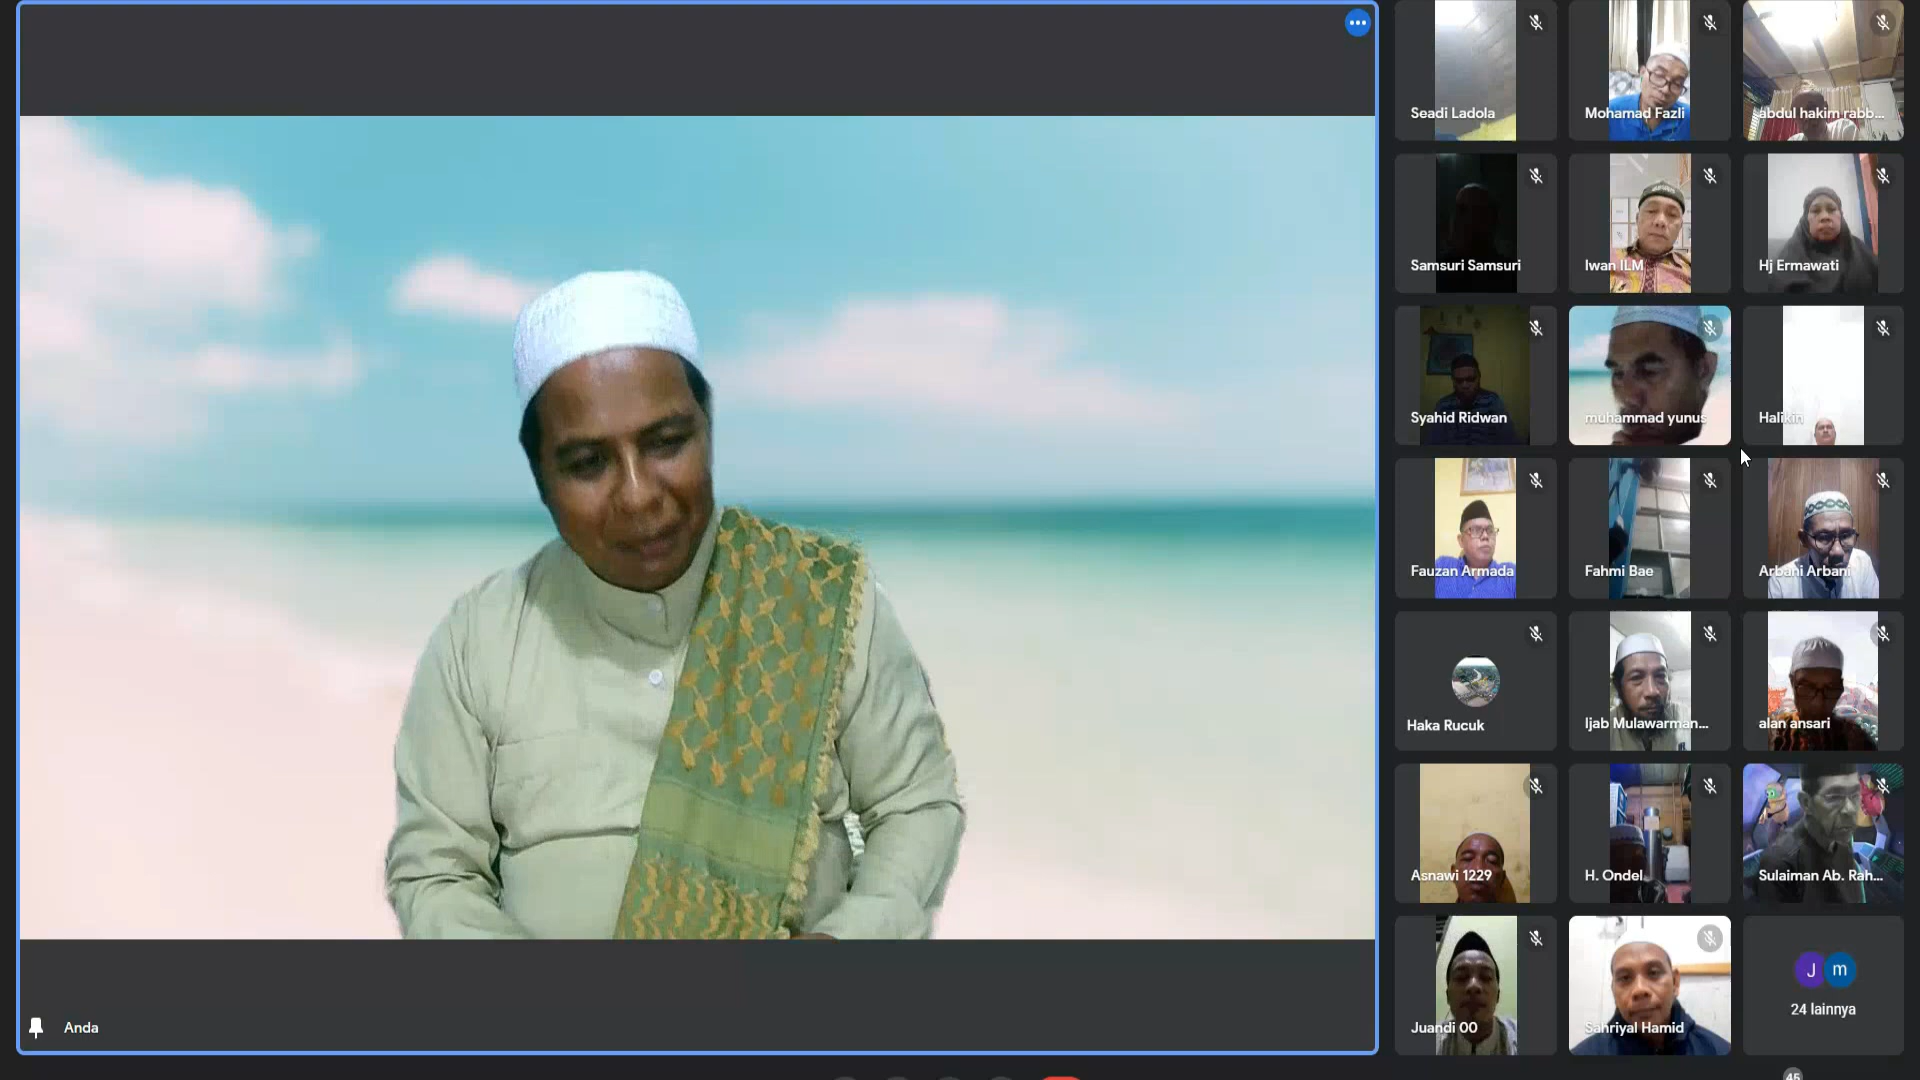 Seadi Ladola
Mohamad Fazli
abdul hakim rabb...
Samsuri Samsuri
Iwan ILM
Hj Ermawati
Syahid Ridwan
muhammad yunus
Halikin
Fauzan Armada
Fahmi Bae
Arbani Arbani
Haka Rucuk
Ijab Mulawarman...
alan ansari
Asnawi 1229
H. Ondel
Sulaiman Ab. Rah...
Juandi 00
Sahriyal Hamid
J m
24 lainnya
Anda
45